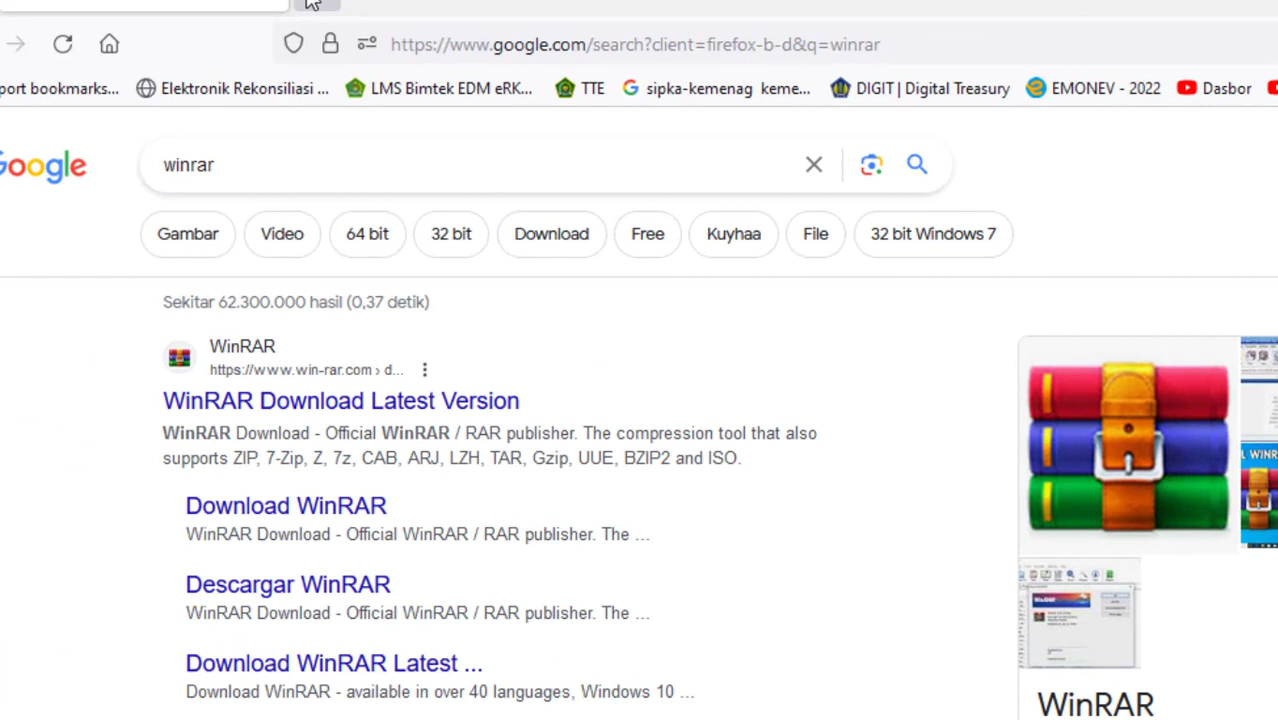 https://www.google.com/search?client=firefox-b-d&q=winrar
port bookmarks... Elektronik Rekonsiliasi ... LMS Bimtek EDM eRK... TTE sipka-kemenag keme... DIGIT | Digital Treasury EMONEV - 2022 Dasbor
Google winrar
Gambar Video 64 bit 32 bit Download Free Kuyhaa File 32 bit Windows 7
Sekitar 62.300.000 hasil (0,37 detik)
WinRAR
https://www.win-rar.com › d...
WinRAR Download Latest Version
WinRAR Download - Official WinRAR / RAR publisher. The compression tool that also
supports ZIP, 7-Zip, Z, 7z, CAB, ARJ, LZH, TAR, Gzip, UUE, BZIP2 and ISO.
Download WinRAR
WinRAR Download - Official WinRAR / RAR publisher. The ...
Descargar WinRAR
WinRAR Download - Official WinRAR / RAR publisher. The ...
Download WinRAR Latest ...
Download WinRAR - available in over 40 languages, Windows 10 ...
WinRAR